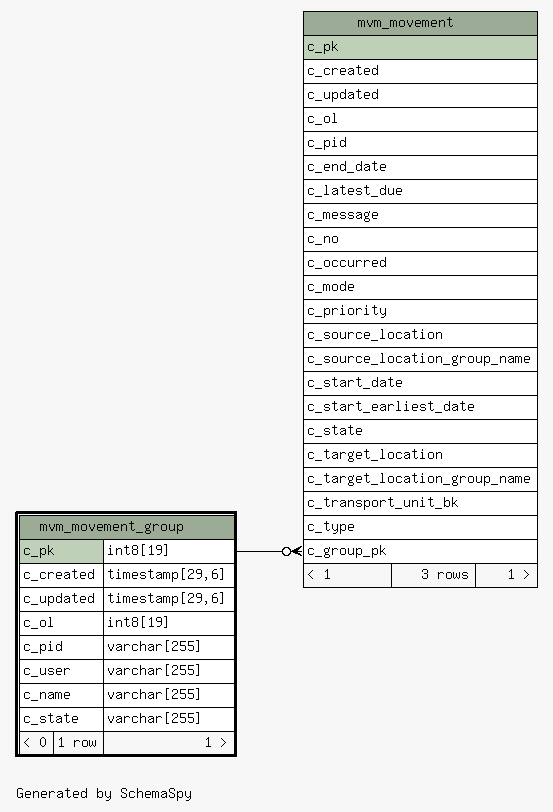 mvm_movement
c_pk
c_created
c_updated
c_ol
c_pid
c_end_date
c_latest_due
c_message
c_no
c_occurred
c_mode
c_priority
c_source_location
c_source_location_group_name
c_start_date
c_start_earliest_date
c_state
c_target_location
c_target_location_group_name
c_transport_unit_bk
c_type
c_group_pk
< 1 3 rows 1 >
mvm_movement_group
c_pk int8[19]
c_created timestamp[29,6]
c_updated timestamp[29,6]
c_ol int8[19]
c_pid varchar[255]
c_user varchar[255]
c_name varchar[255]
c_state varchar[255]
< 0 1 row 1 >
Generated by SchemaSpy